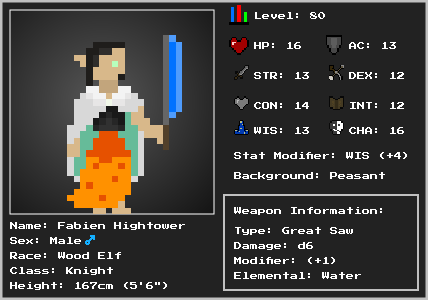 Level: 80
HP: 16 AC: 13
STR: 13 DEX: 12
CON: 14 INT: 12
WIS: 13 CHA: 16
Stat Modifier: WIS (+4)
Background: Peasant
Name: Fabien Hightower
Sex: Male♂
Race: Wood Elf
Class: Knight
Height: 167cm (5'6")
Weapon Information:
Type: Great Saw
Damage: d6
Modifier: (+1)
Elemental: Water